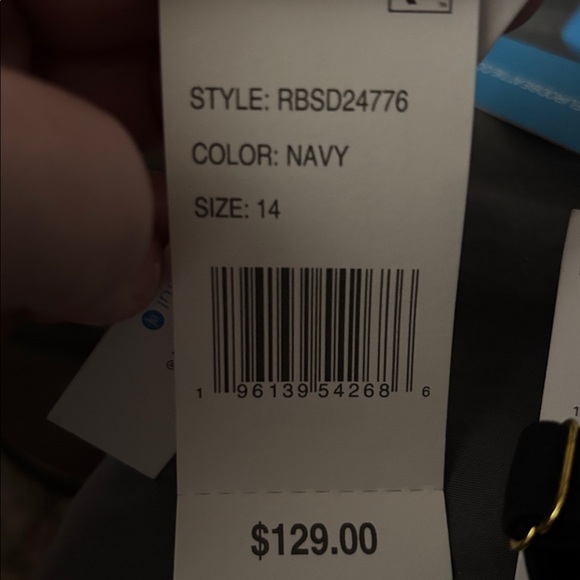 STYLE: RBSD24776
COLOR: NAVY
SIZE: 14
1 96139 54268 6
$129.00